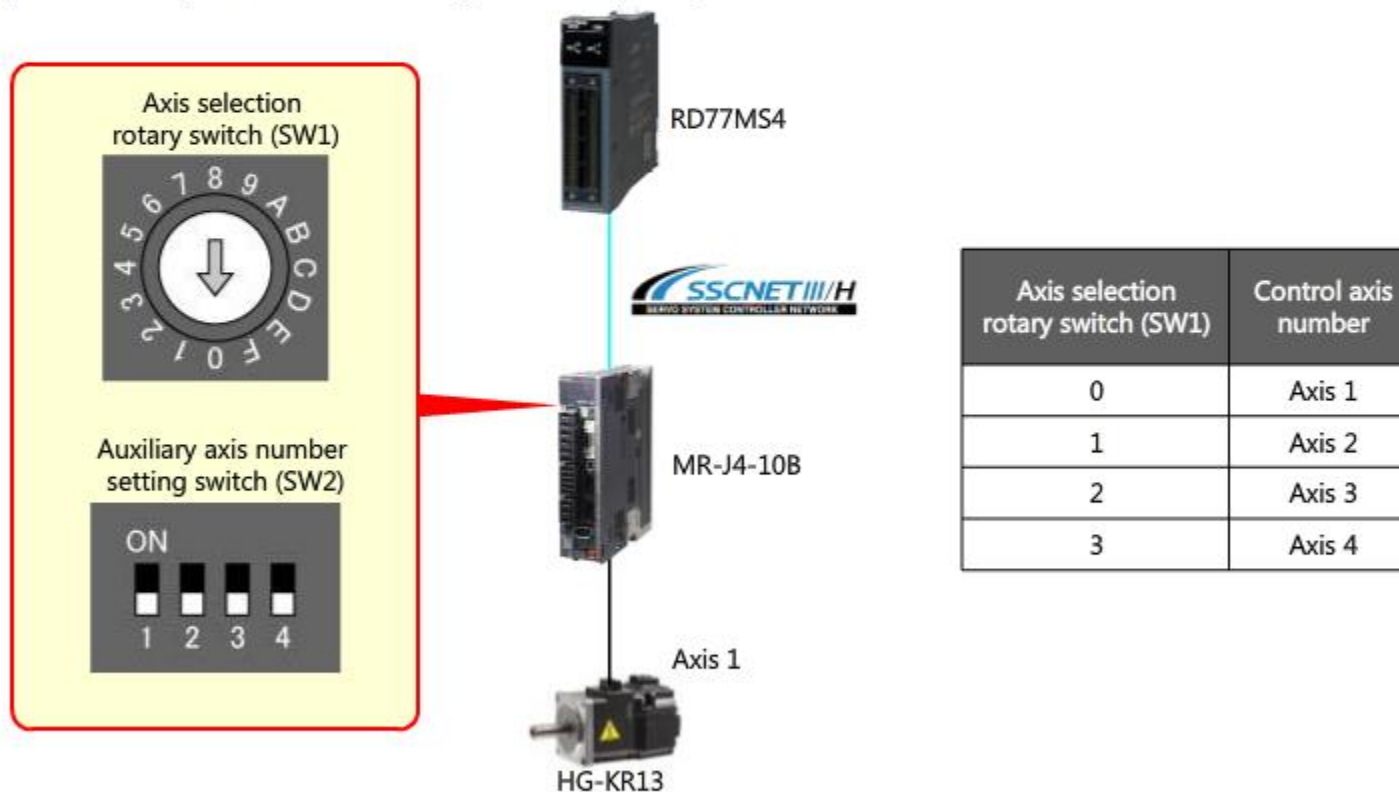 Axis selection
rotary switch (SW1)
0 1 2 3 4 5 6 7 8 9 A B C D E F
Auxiliary axis number
setting switch (SW2)
ON
1 2 3 4
RD77MS4
SSCNET III/H
SERVO SYSTEM CONTROLLER NETWORK
MR-J4-10B
Axis 1
HG-KR13
Axis selection rotary switch (SW1) Control axis number
0 Axis 1
1 Axis 2
2 Axis 3
3 Axis 4